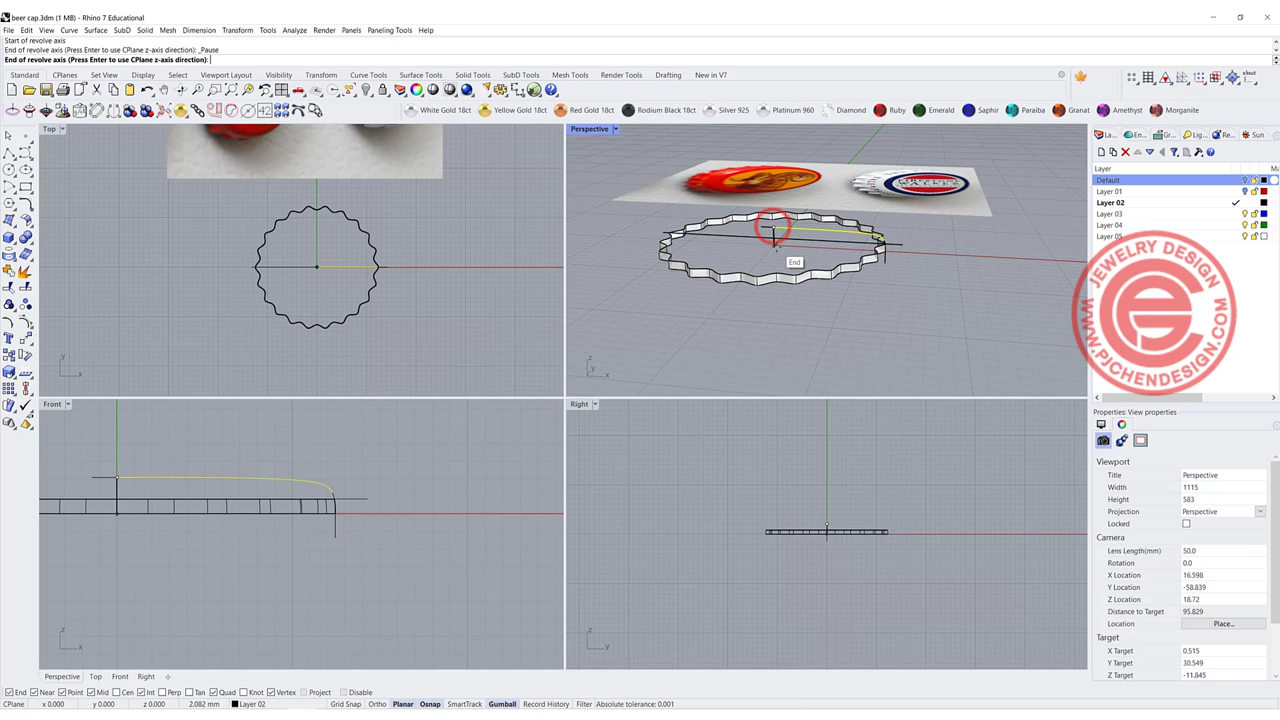 beer cap.3dm (1 MB) - Rhino 7 Educational
File Edit View Curve Surface SubD Solid Mesh Dimension Transform Tools Analyze Render Panels Paneling Tools Help
Start of revolve axis
End of revolve axis (Press Enter to use CPlane z-axis direction): _Pause
End of revolve axis (Press Enter to use CPlane z-axis direction):
Standard CPlanes Set View Display Select Viewport Layout Visibility Transform Curve Tools Surface Tools Solid Tools SubD Tools Mesh Tools Render Tools Drafting New in V7
White Gold 18ct Yellow Gold 18ct Red Gold 18ct Rodium Black 18ct Silver 925 Platinum 960 Diamond Ruby Emerald Saphir Paraiba Granat Amethyst Morganite
Top
Perspective
La... En... Gr... Lig... Re... Sun
Layer Ma
Default
Layer 01
Layer 02
Layer 03
Layer 04
Layer 05
End
JEWELRY DESIGN
WWW.PJCHENDESIGN.COM
y x
z x
Front
Right
z x
z y
Properties: View properties
Viewport
Title Perspective
Width 1115
Height 583
Projection Perspective
Locked
Camera
Lens Length(mm) 50.0
Rotation 0.0
X Location 16.598
Y Location -58.839
Z Location 18.72
Distance to Target 95.829
Location Place...
Target
X Target 0.515
Y Target 30.549
Z Target -11.845
Perspective Top Front Right
End Near Point Mid Cen Int Perp Tan Quad Knot Vertex Project Disable
CPlane x 0.000 y 0.000 z 0.000 2.082 mm Layer 02 Grid Snap Ortho Planar Osnap SmartTrack Gumball Record History Filter Absolute tolerance: 0.001